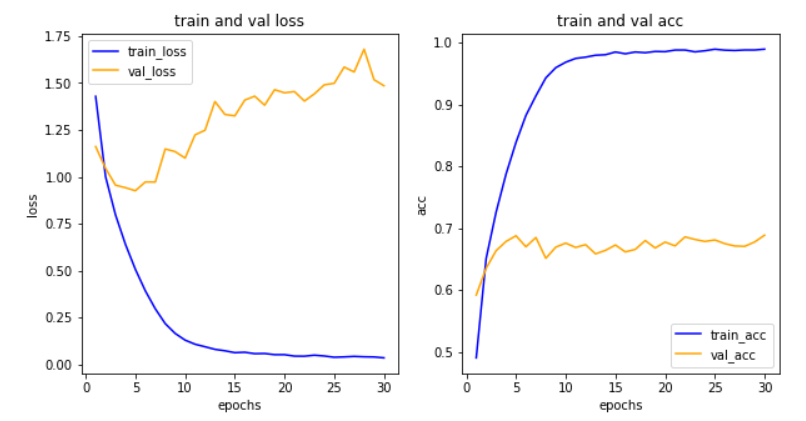 train and val loss
1.75
1.50
1.25
1.00
0.75
0.50
0.25
0.00
loss
train_loss
val_loss
0 5 10 15 20 25 30
epochs
train and val acc
1.0
0.9
0.8
0.7
0.6
0.5
acc
train_acc
val_acc
0 5 10 15 20 25 30
epochs